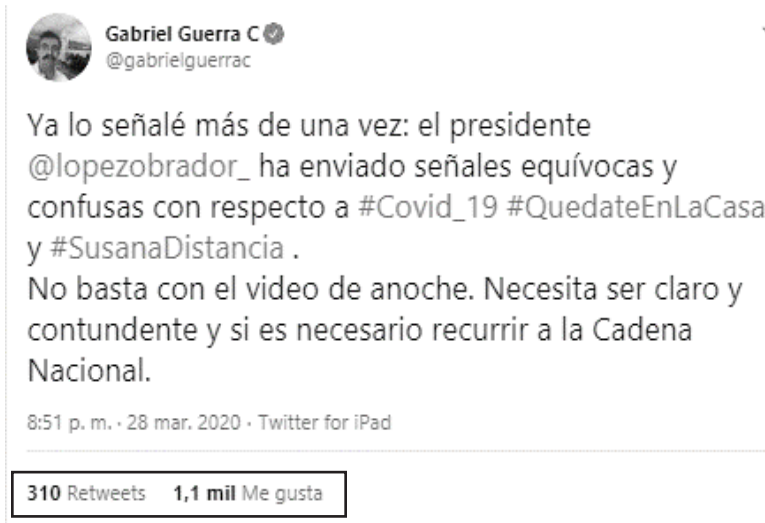 Gabriel Guerra C
@gabrielguerrac
Ya lo señalé más de una vez: el presidente
@lopezobrador_ ha enviado señales equívocas y
confusas con respecto a #Covid_19 #QuedateEnLaCasa
y #SusanaDistancia .
No basta con el video de anoche. Necesita ser claro y
contundente y si es necesario recurrir a la Cadena
Nacional.
8:51 p. m. · 28 mar. 2020 · Twitter for iPad
310 Retweets 1,1 mil Me gusta